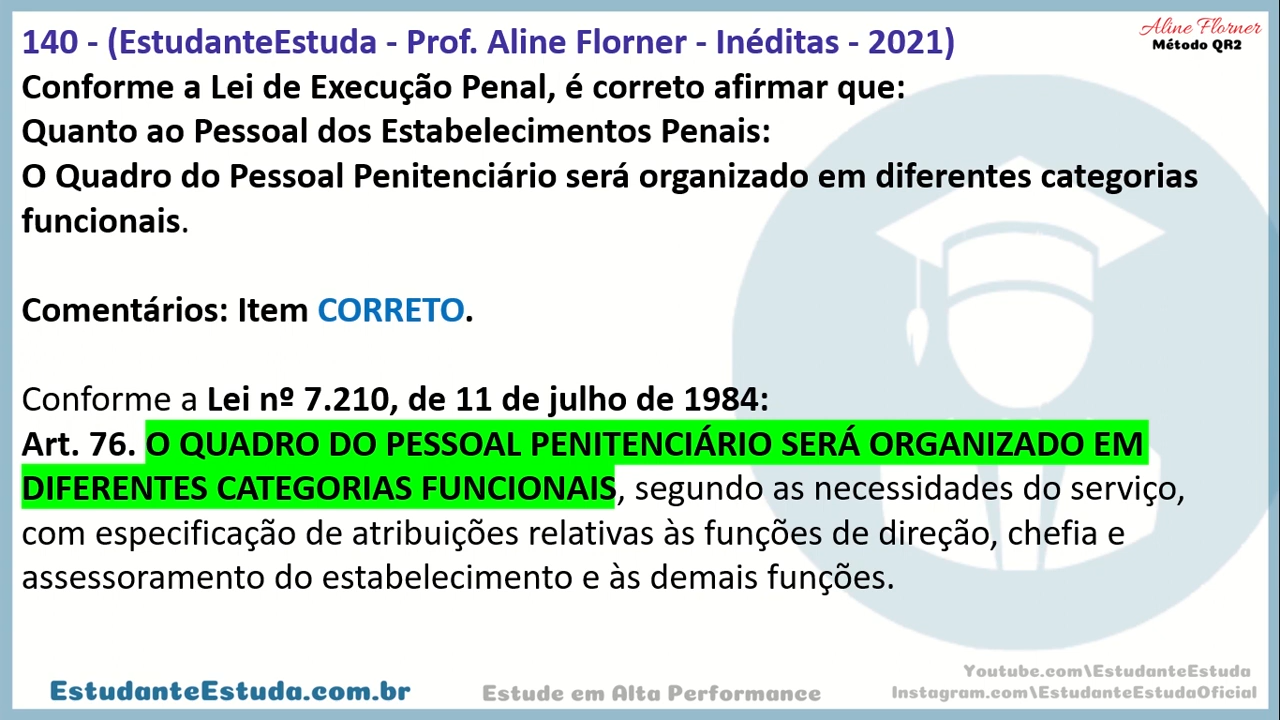 140 - (EstudanteEstuda - Prof. Aline Florner - Inéditas - 2021)
Aline Florner
Método QR2
Conforme a Lei de Execução Penal, é correto afirmar que:
Quanto ao Pessoal dos Estabelecimentos Penais:
O Quadro do Pessoal Penitenciário será organizado em diferentes categorias
funcionais.
Comentários: Item CORRETO.
Conforme a Lei nº 7.210, de 11 de julho de 1984:
Art. 76. O QUADRO DO PESSOAL PENITENCIÁRIO SERÁ ORGANIZADO EM
DIFERENTES CATEGORIAS FUNCIONAIS, segundo as necessidades do serviço,
com especificação de atribuições relativas às funções de direção, chefia e
assessoramento do estabelecimento e às demais funções.
EstudanteEstuda.com.br
Estude em Alta Performance
Youtube.com\EstudanteEstuda
Instagram.com\EstudanteEstudaOficial